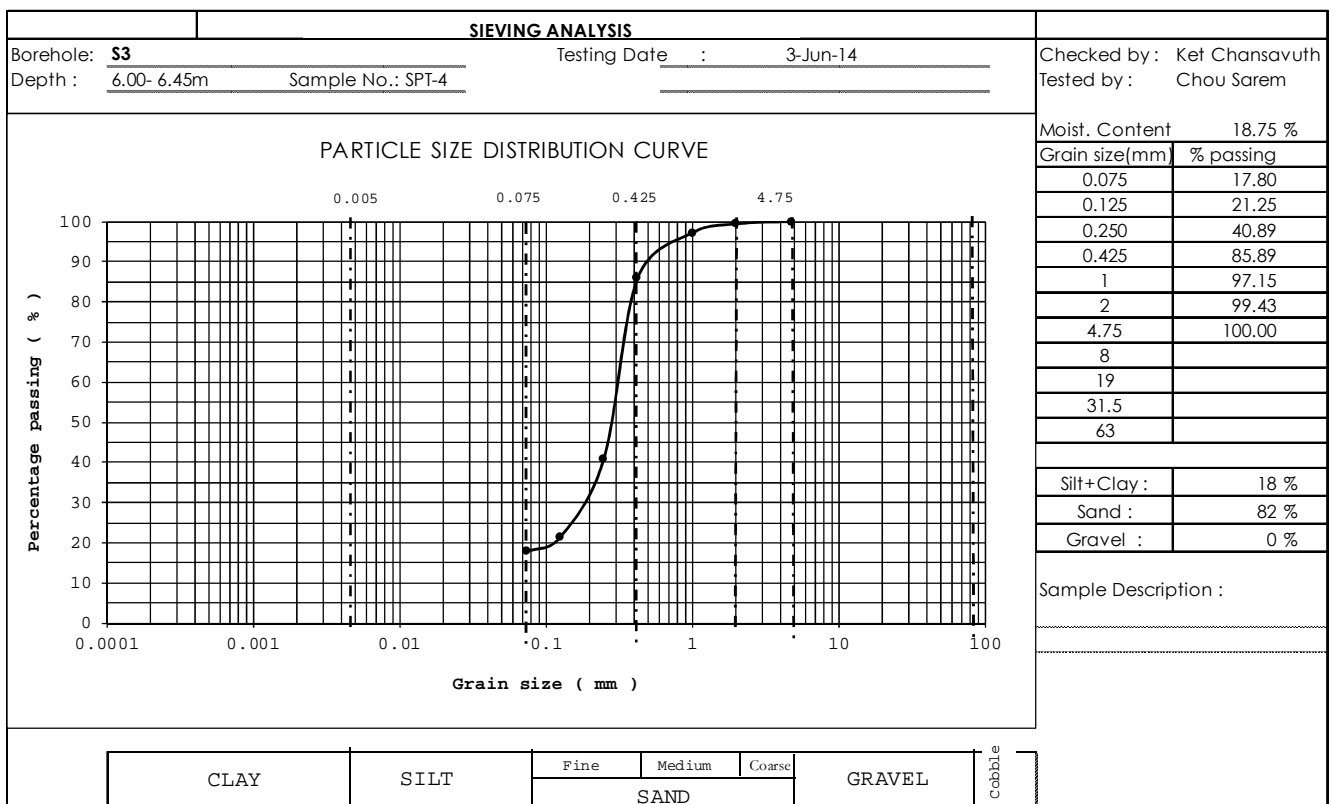 SIEVING ANALYSIS
Borehole: S3 Testing Date : 3-Jun-14
Depth : 6.00- 6.45m Sample No.: SPT-4
Checked by : Ket Chansavuth
Tested by : Chou Sarem
Moist. Content 18.75 %
Grain size(mm) % passing
0.075 17.80
0.125 21.25
0.250 40.89
0.425 85.89
1 97.15
2 99.43
4.75 100.00
8
19
31.5
63
Silt+Clay : 18 %
Sand : 82 %
Gravel : 0 %
Sample Description :
PARTICLE SIZE DISTRIBUTION CURVE
0.005 0.075 0.425 4.75
100
90
80
70
60
50
40
30
20
10
0
Percentage passing ( % )
0.0001 0.001 0.01 0.1 1 10 100
Grain size ( mm )
CLAY SILT Fine Medium Coarse GRAVEL Cobble
SAND